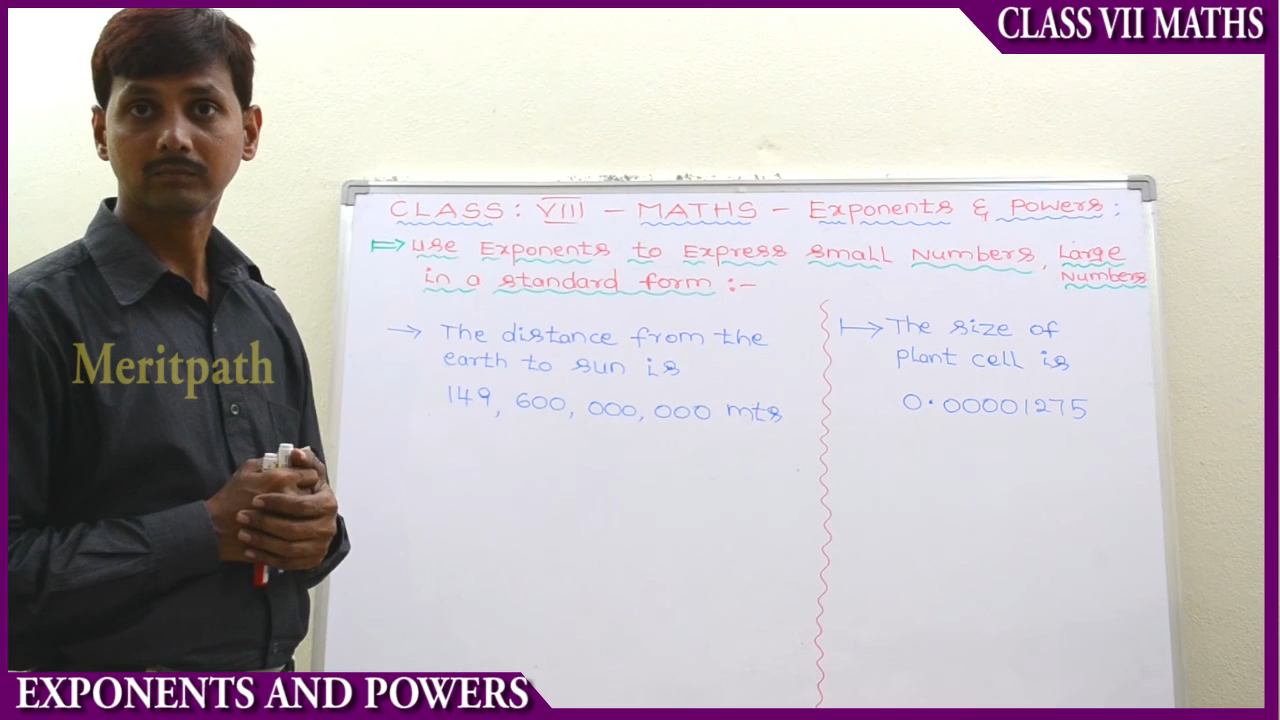 CLASS VII MATHS
CLASS: VIII - MATHS - Exponents & Powers:
⇒ use Exponents to Express small Numbers, Large
in a standard form :- Numbers
→ The distance from the
earth to sun is
149, 600, 000, 000 mts
→ The size of
plant cell is
0.00001275
Meritpath
EXPONENTS AND POWERS